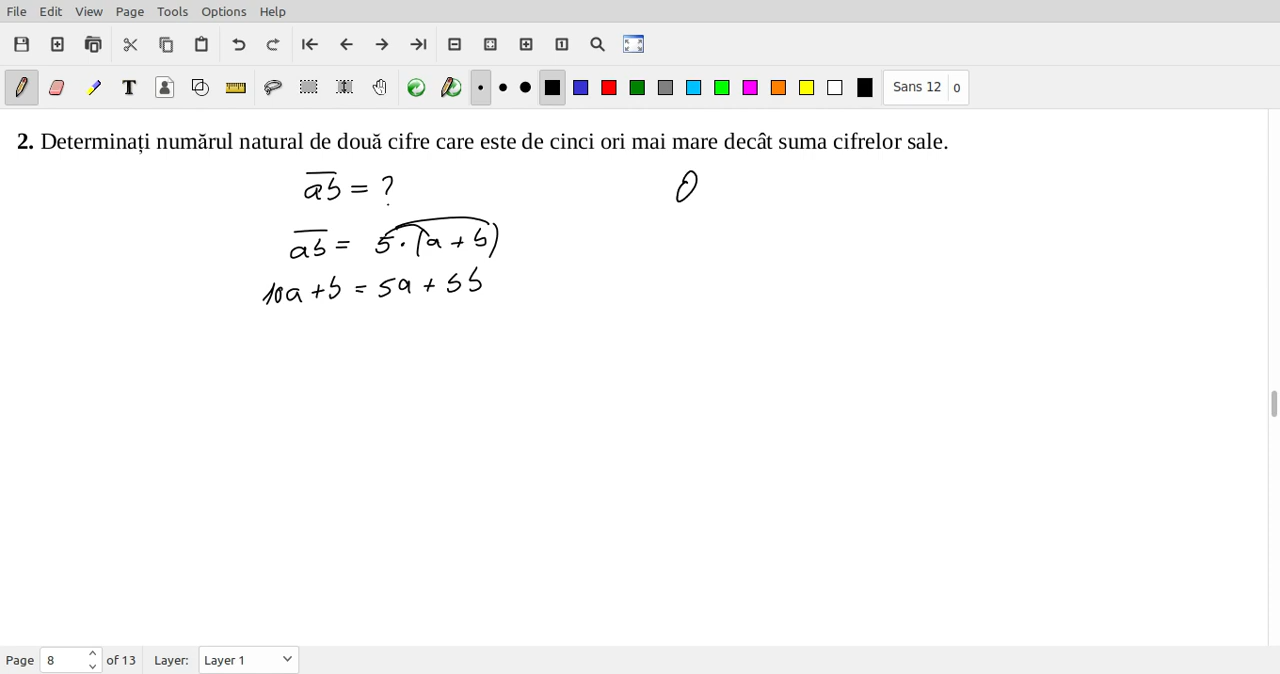 File Edit View Page Tools Options Help
T 1 Sans 12 0
2. Determinați numărul natural de două cifre care este de cinci ori mai mare decât suma cifrelor sale.
a̅b̅ = ?
a̅b̅ = 5·(a + b)
10a + b = 5a + 5b
Page 8 of 13 Layer: Layer 1